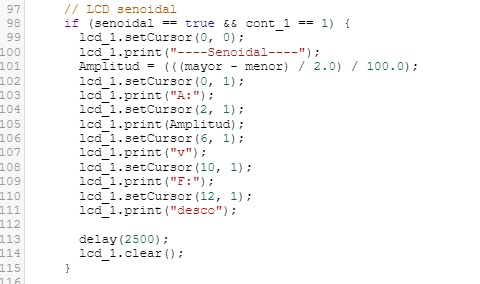 97 // LCD senoidal
98 if (senoidal == true && cont_1 == 1) {
99 lcd_1.setCursor(0, 0);
100 lcd_1.print("----Senoidal----");
101 Amplitud = (((mayor - menor) / 2.0) / 100.0);
102 lcd_1.setCursor(0, 1);
103 lcd_1.print("A:");
104 lcd_1.setCursor(2, 1);
105 lcd_1.print(Amplitud);
106 lcd_1.setCursor(6, 1);
107 lcd_1.print("v");
108 lcd_1.setCursor(10, 1);
109 lcd_1.print("F:");
110 lcd_1.setCursor(12, 1);
111 lcd_1.print("desco");
112
113 delay(2500);
114 lcd_1.clear();
115 }
116